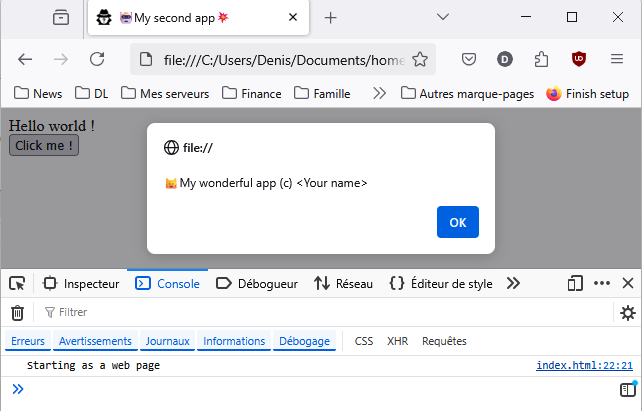 My second app
file:///C:/Users/Denis/Documents/home
D
News DL Mes serveurs Finance Famille Autres marque-pages Finish setup
Hello world !
Click me !
file://
My wonderful app (c) <Your name>
OK
Inspecteur Console Débogueur Réseau Éditeur de style
Filtrer
Erreurs Avertissements Journaux Informations Débogage CSS XHR Requêtes
Starting as a web page index.html:22:21